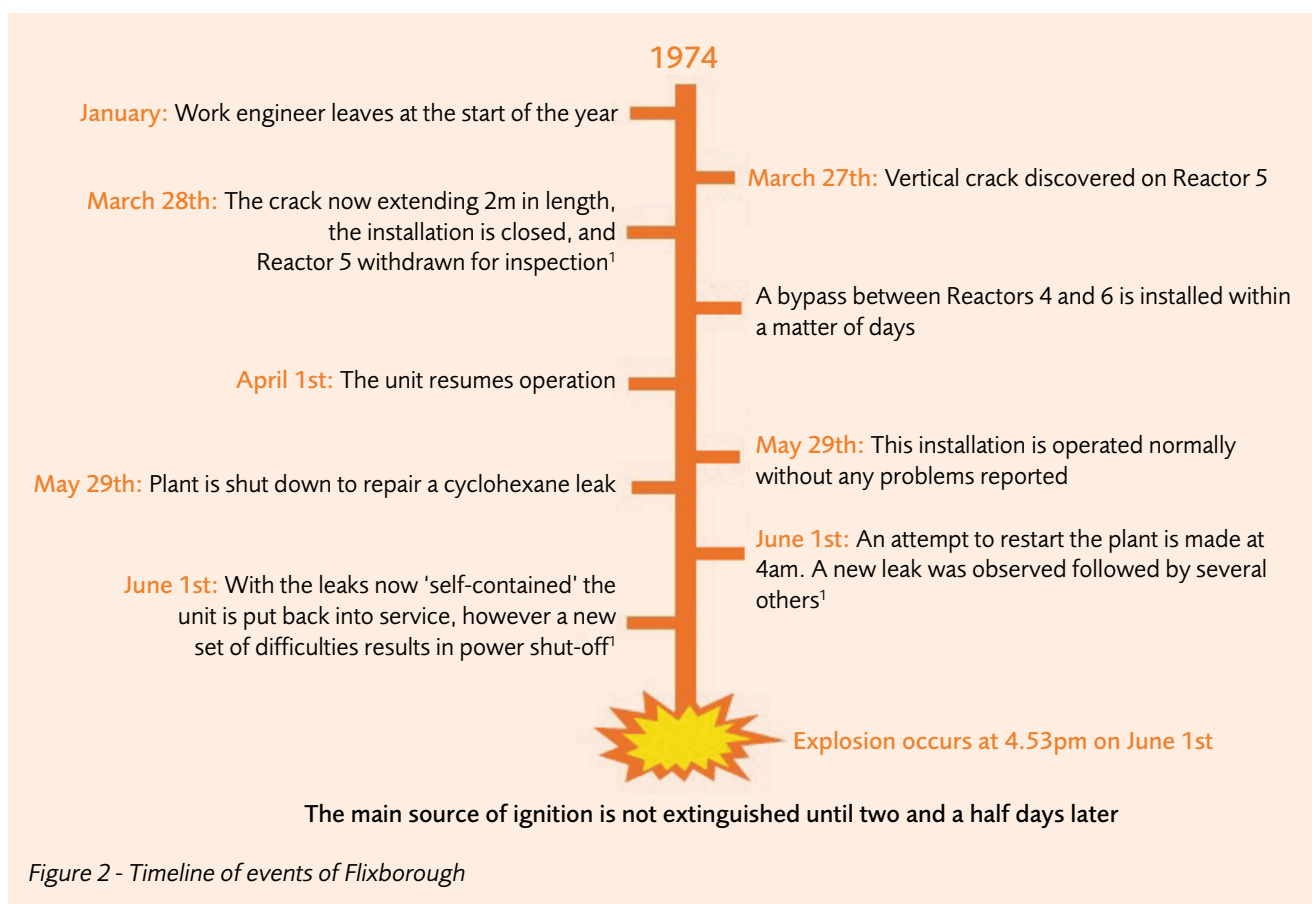 1974
January: Work engineer leaves at the start of the year
March 27th: Vertical crack discovered on Reactor 5
March 28th: The crack now extending 2m in length,
the installation is closed, and
Reactor 5 withdrawn for inspection¹
A bypass between Reactors 4 and 6 is installed within
a matter of days
April 1st: The unit resumes operation
May 29th: This installation is operated normally
without any problems reported
May 29th: Plant is shut down to repair a cyclohexane leak
June 1st: An attempt to restart the plant is made at
4am. A new leak was observed followed by several
others¹
June 1st: With the leaks now ‘self-contained’ the
unit is put back into service, however a new
set of difficulties results in power shut-off¹
Explosion occurs at 4.53pm on June 1st
The main source of ignition is not extinguished until two and a half days later
Figure 2 - Timeline of events of Flixborough